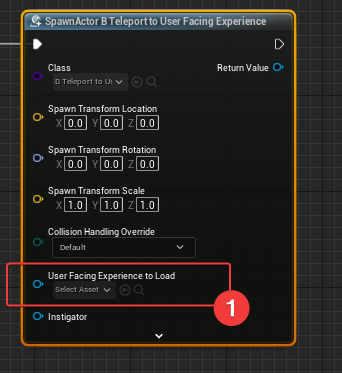 SpawnActor B Teleport to User Facing Experience
Class
Return Value
B Teleport to Us
Spawn Transform Location
X 0.0 Y 0.0 Z 0.0
Spawn Transform Rotation
X 0.0 Y 0.0 Z 0.0
Spawn Transform Scale
X 1.0 Y 1.0 Z 1.0
Collision Handling Override
Default
User Facing Experience to Load
Select Asset
1
Instigator